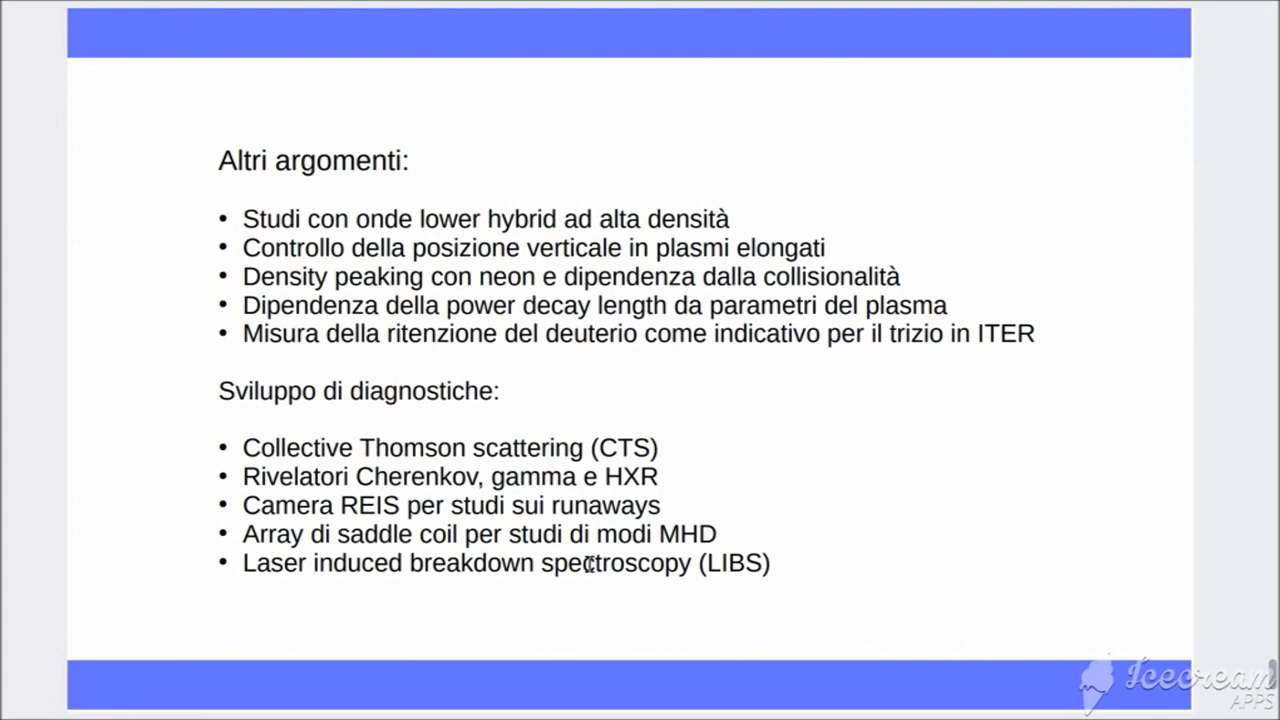 Altri argomenti:
• Studi con onde lower hybrid ad alta densità
• Controllo della posizione verticale in plasmi elongati
• Density peaking con neon e dipendenza dalla collisionalità
• Dipendenza della power decay length da parametri del plasma
• Misura della ritenzione del deuterio come indicativo per il trizio in ITER
Sviluppo di diagnostiche:
• Collective Thomson scattering (CTS)
• Rivelatori Cherenkov, gamma e HXR
• Camera REIS per studi sui runaways
• Array di saddle coil per studi di modi MHD
• Laser induced breakdown spectroscopy (LIBS)
Icecream
APPS